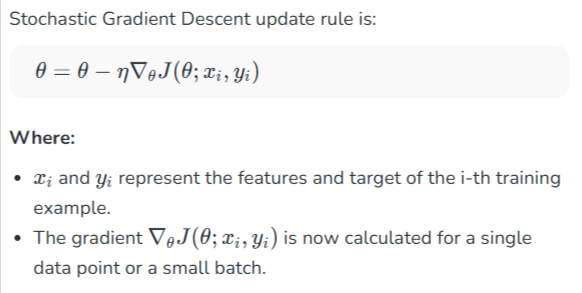 Stochastic Gradient Descent update rule is:
θ = θ − η∇θJ(θ; xi, yi)
Where:
• xi and yi represent the features and target of the i-th training
example.
• The gradient ∇θJ(θ; xi, yi) is now calculated for a single
data point or a small batch.